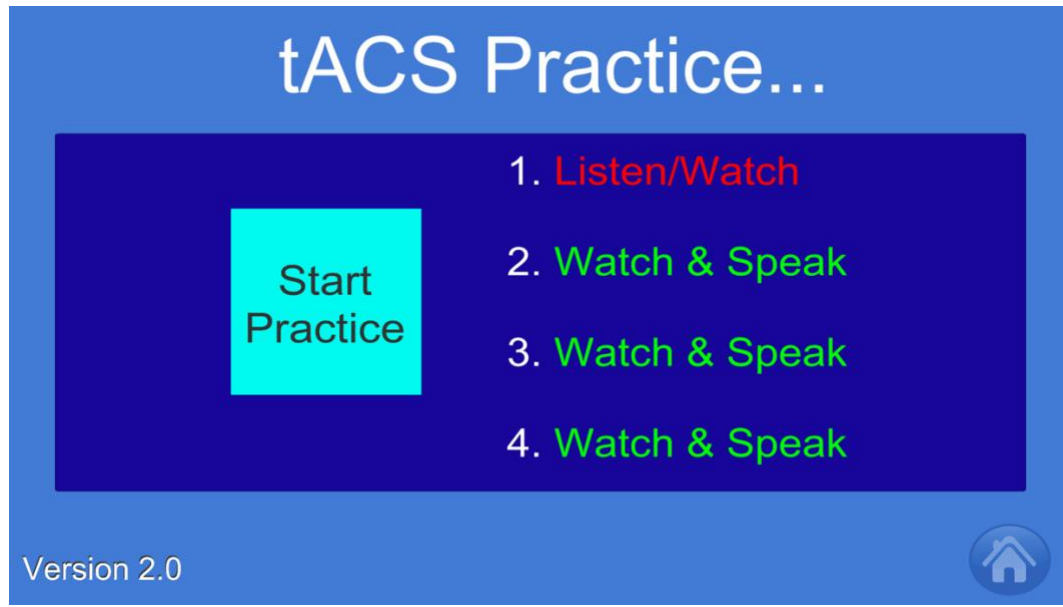 tACS Practice...
Start
Practice
1. Listen/Watch
2. Watch & Speak
3. Watch & Speak
4. Watch & Speak
Version 2.0